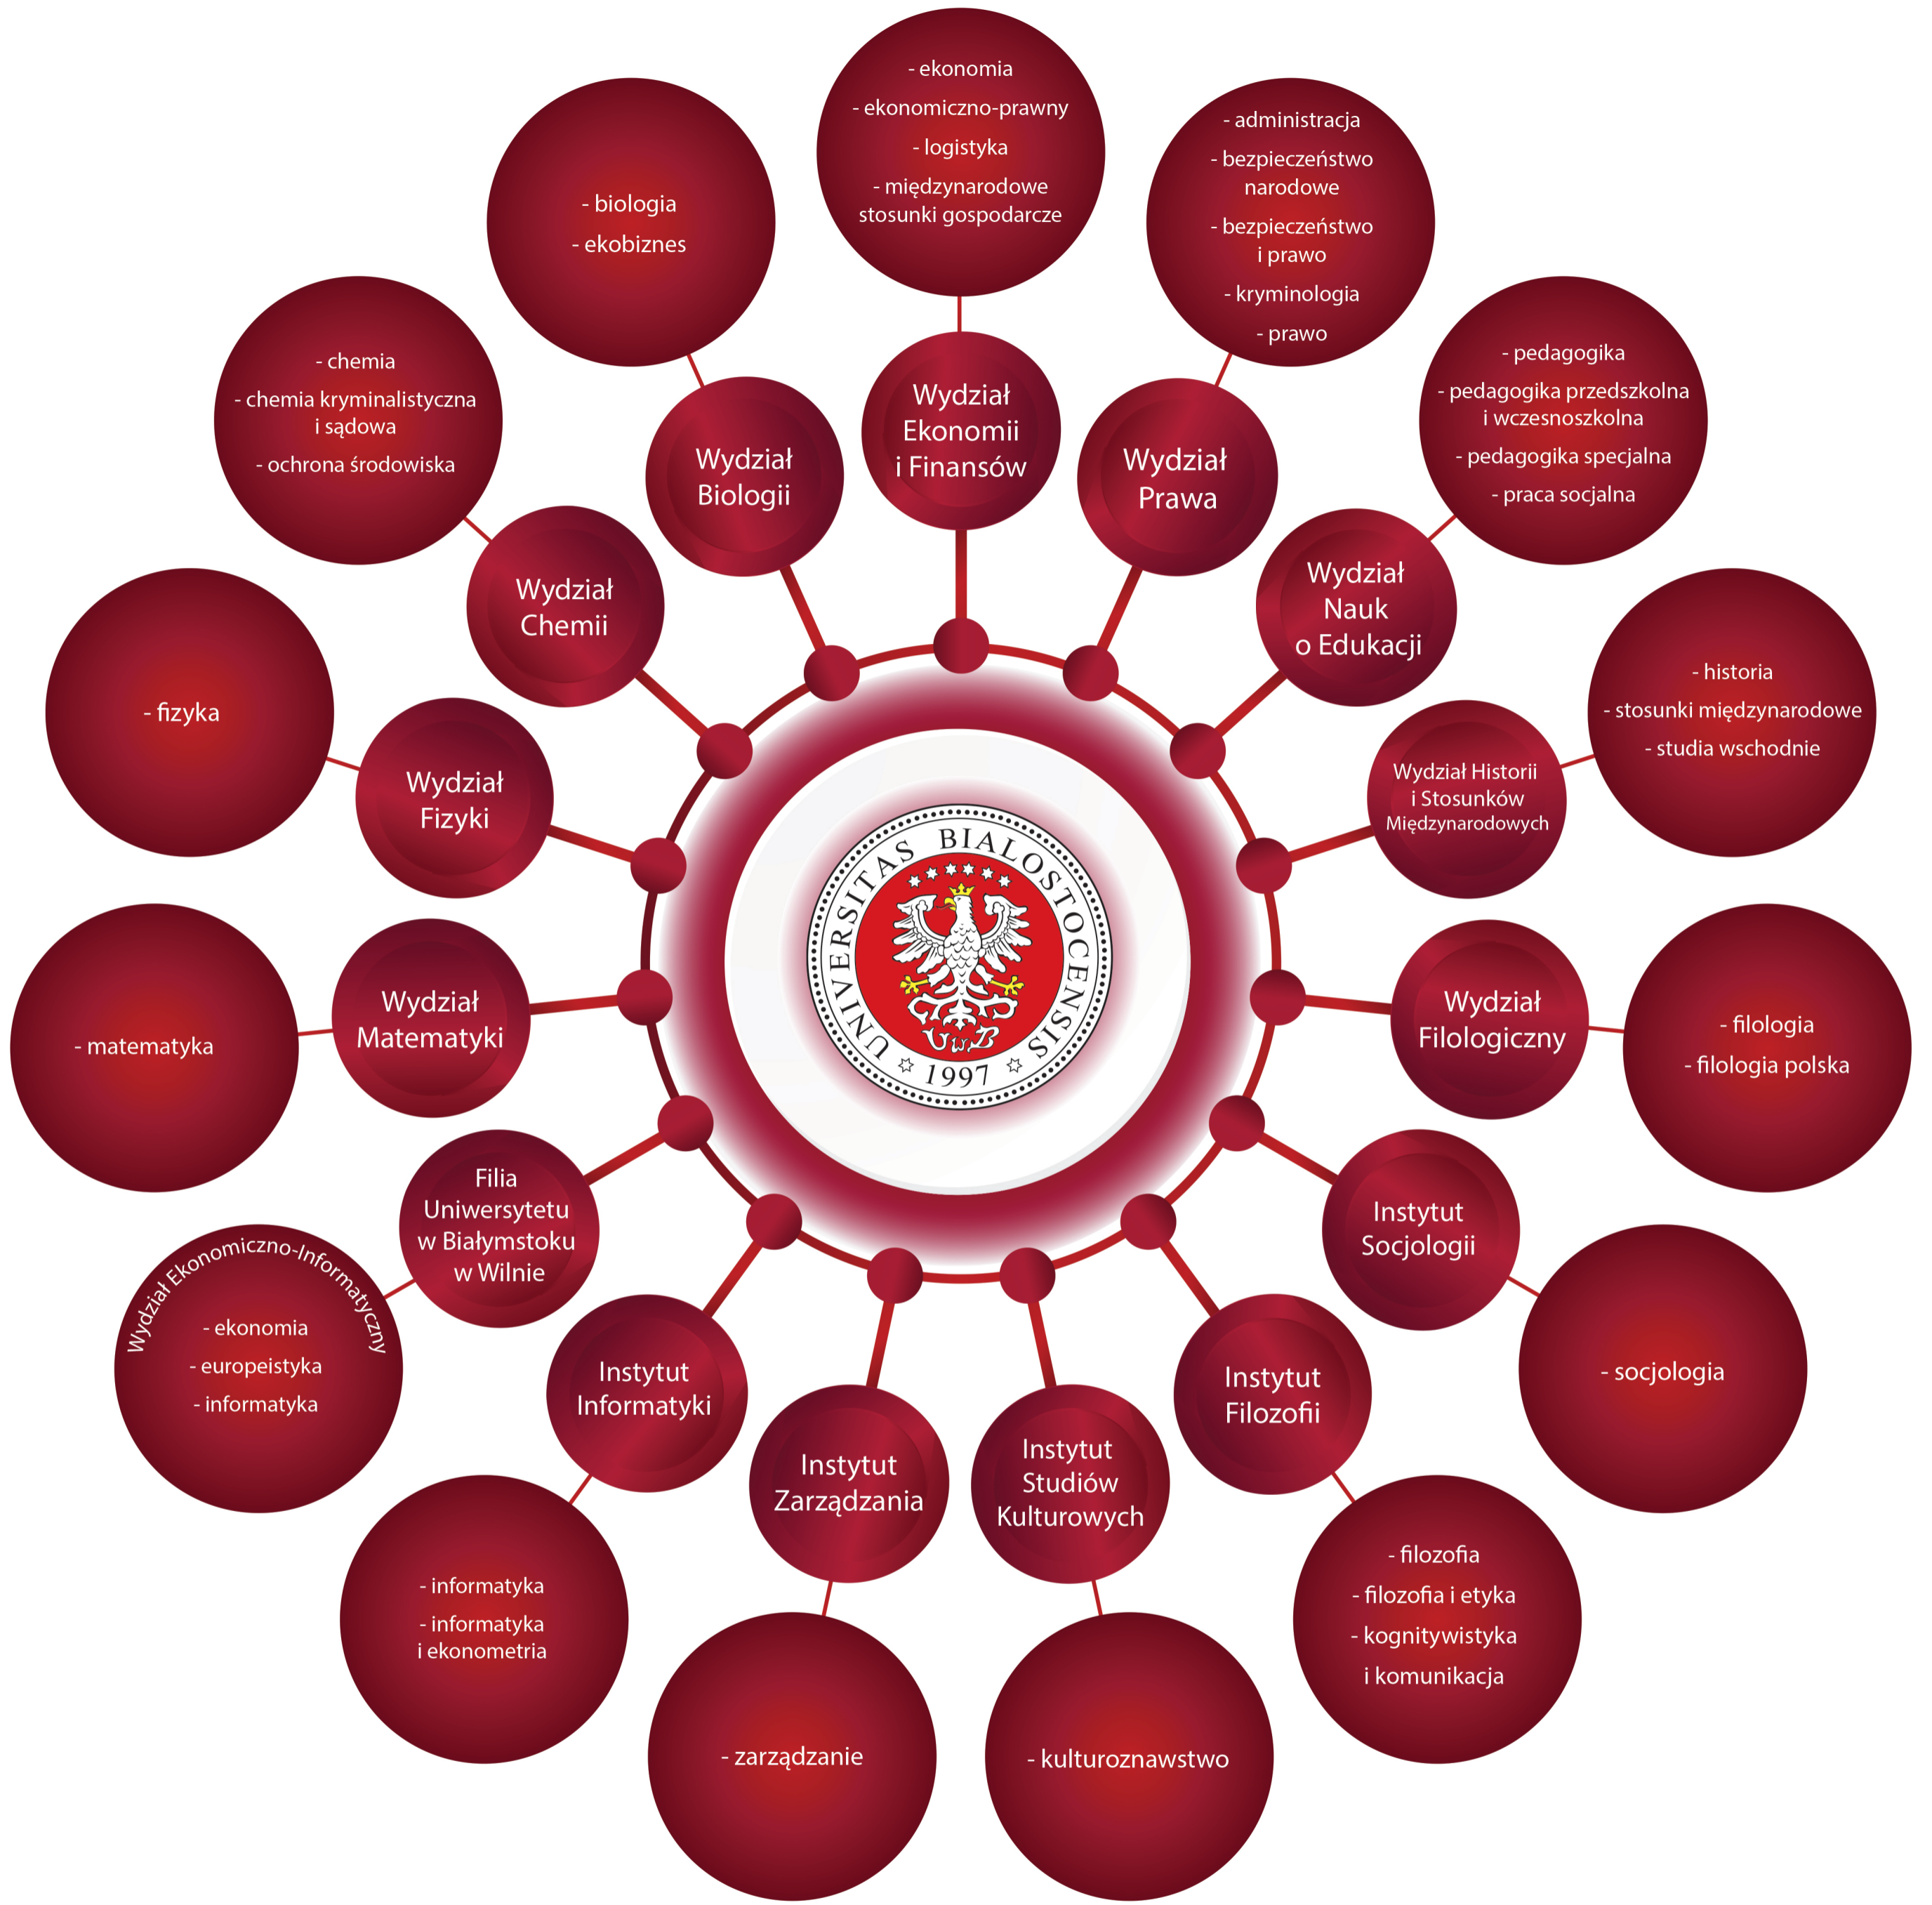 - ekonomia
- ekonomiczno-prawny
- logistyka
- międzynarodowe
stosunki gospodarcze
Wydział
Ekonomii
i Finansów
- administracja
- bezpieczeństwo
narodowe
- bezpieczeństwo
i prawo
- kryminologia
- prawo
Wydział
Prawa
- pedagogika
- pedagogika przedszkolna
i wczesnoszkolna
- pedagogika specjalna
- praca socjalna
Wydział
Nauk
o Edukacji
- historia
- stosunki międzynarodowe
- studia wschodnie
Wydział Historii
i Stosunków
Międzynarodowych
- filologia
- filologia polska
Wydział
Filologiczny
Instytut
Socjologii
- socjologia
Instytut
Filozofii
- filozofia
- filozofia i etyka
- kognitywistyka
i komunikacja
Instytut
Studiów
Kulturowych
- kulturoznawstwo
Instytut
Zarządzania
- zarządzanie
Instytut
Informatyki
- informatyka
- informatyka
i ekonometria
Filia
Uniwersytetu
w Białymstoku
w Wilnie
Wydział Ekonomiczno-Informatyczny
- ekonomia
- europeistyka
- informatyka
Wydział
Matematyki
- matematyka
Wydział
Fizyki
- fizyka
Wydział
Chemii
- chemia
- chemia kryminalistyczna
i sądowa
- ochrona środowiska
Wydział
Biologii
- biologia
- ekobiznes
UNIVERSITAS BIALOSTOCENSIS
UwB
1997